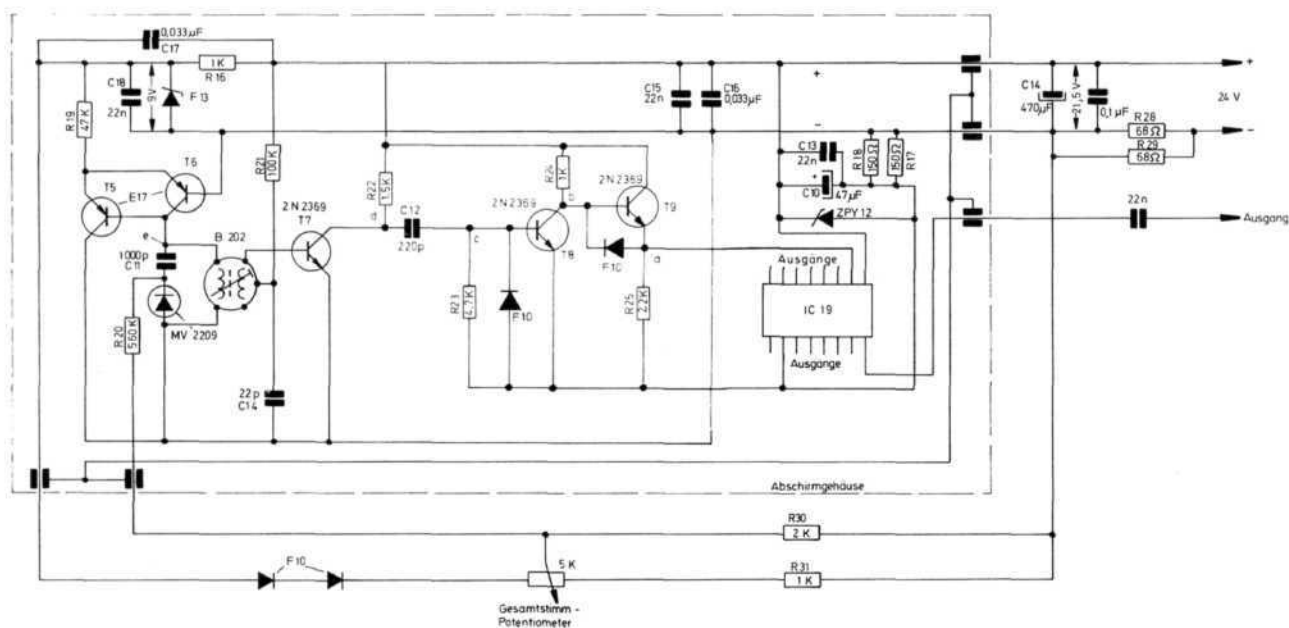 0,033µF
C17
1K
R16
C18
22n
9V
F13
R19
47K
T5
T6
E17
e
1000p
C11
B 202
MV 2209
R20
560K
R21
100K
22p
C14
2N2369
T7
R22
1,5K
d
C12
220p
c
R23
4,7K
F10
2N2369
T8
R24
1K
b
T9
F10
a
R25
2,2K
C15
22n
C16
0,033µF
+
–
C13
22n
R18
150Ω
R17
150Ω
+
C10
47µF
ZPY 12
Ausgänge
IC 19
Ausgänge
C14
470µF
21,5V
0,1µF
+
24 V
–
R28
68Ω
R29
68Ω
22n
Ausgang
Abschirmgehäuse
R30
2 K
F10
5 K
R31
1 K
Gesamtstimm -
Potentiometer